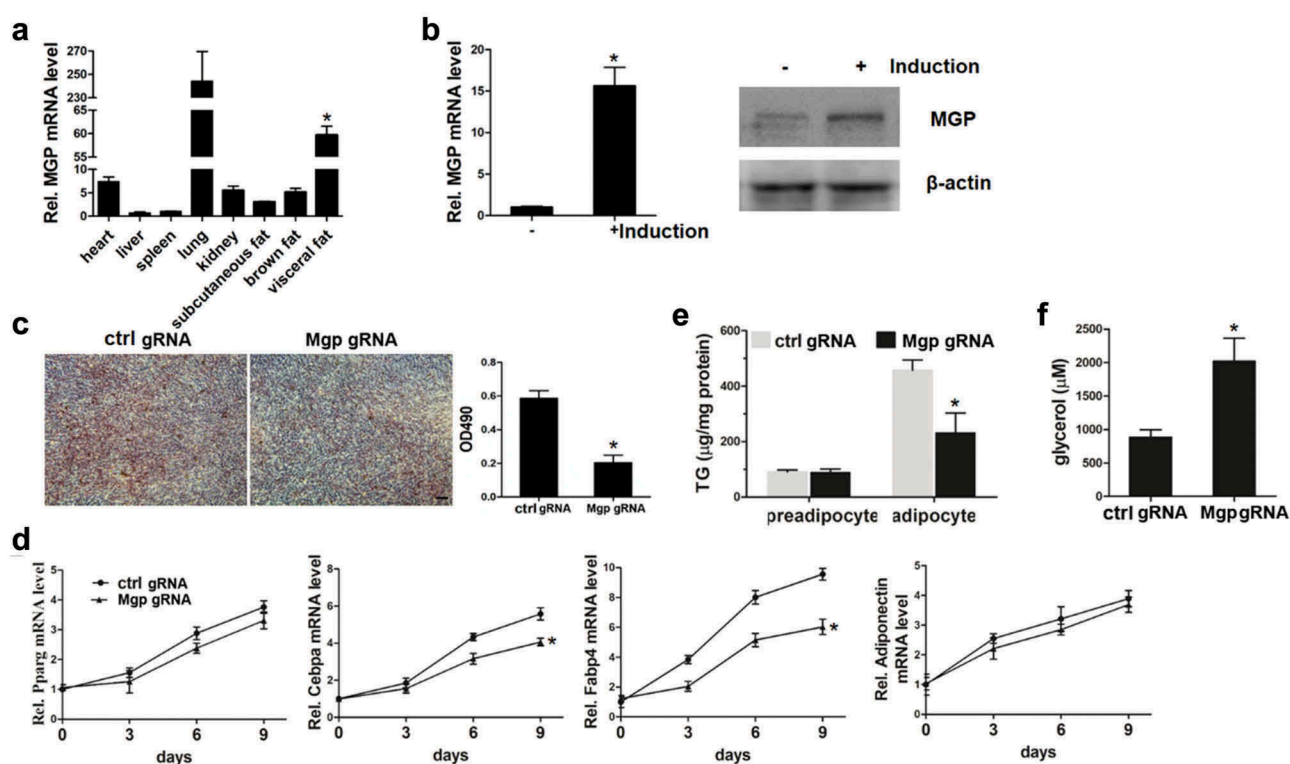 a
Rel. MGP mRNA level
270
250
230
65
60
55
10
5
0
*
heart
liver
spleen
lung
kidney
subcutaneous fat
brown fat
visceral fat
b
Rel. MGP mRNA level
20
15
10
5
0
*
-
+Induction
- + Induction
MGP
β-actin
c
ctrl gRNA
Mgp gRNA
OD490
0.8
0.6
0.4
0.2
0.0
*
ctrl gRNA
Mgp gRNA
e
TG (µg/mg protein)
600
400
200
0
ctrl gRNA
Mgp gRNA
*
preadipocyte
adipocyte
f
glycerol (µM)
2500
2000
1500
1000
500
0
*
ctrl gRNA
Mgp gRNA
d
Rel. Pparg mRNA level
5
4
3
2
1
0
ctrl gRNA
Mgp gRNA
0 3 6 9
days
Rel. Cebpa mRNA level
8
6
4
2
0
*
0 3 6 9
days
Rel. Fabp4 mRNA level
10
8
6
4
2
0
*
0 3 6 9
days
Rel. Adiponectin
mRNA level
5
4
3
2
1
0
0 3 6 9
days